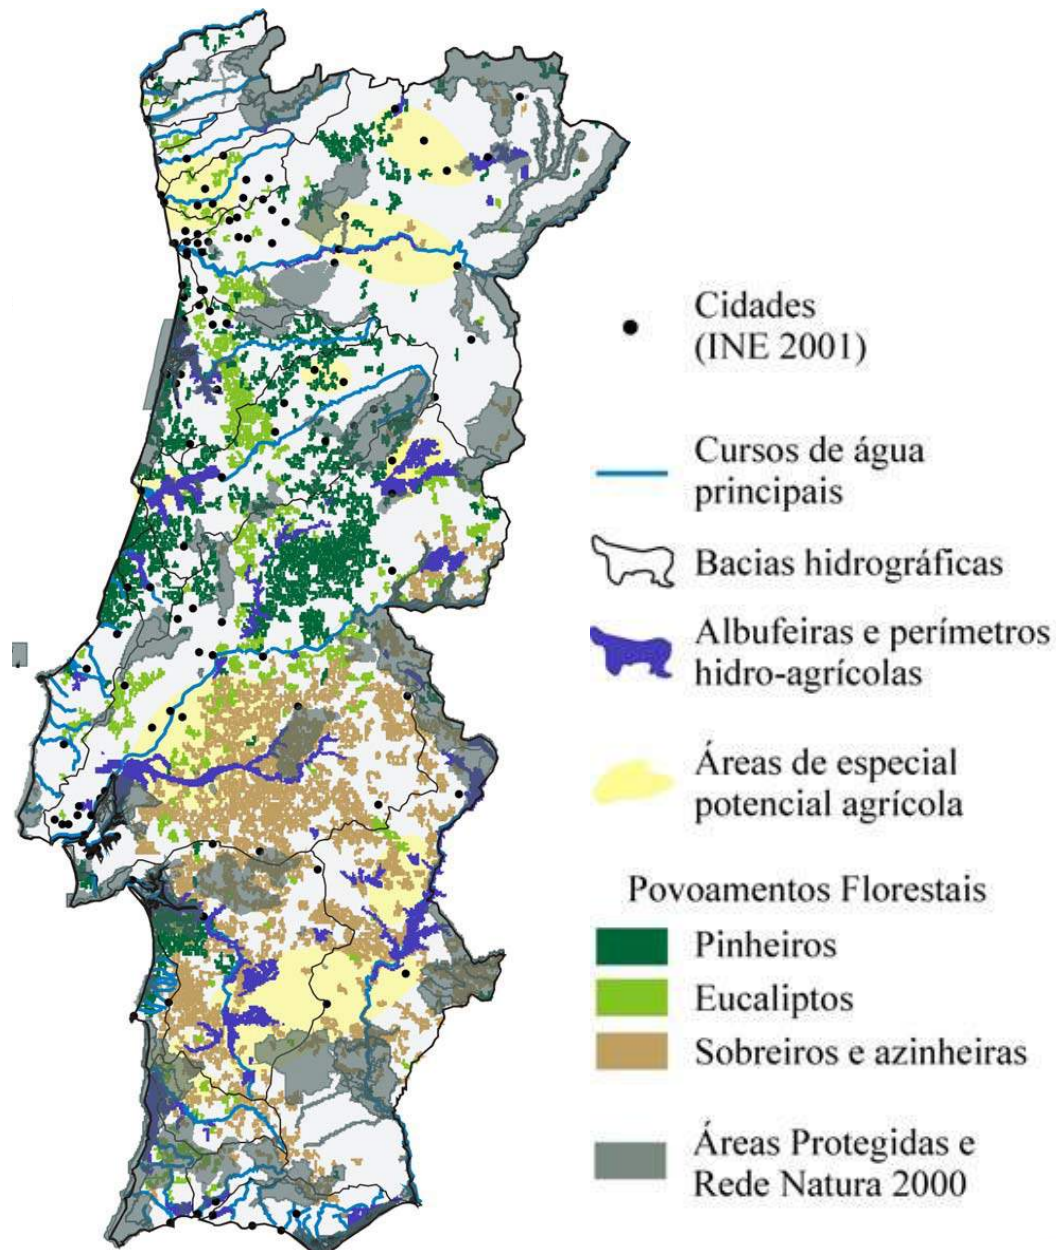 Cidades
(INE 2001)
Cursos de água
principais
Bacias hidrográficas
Albufeiras e perímetros
hidro-agrícolas
Áreas de especial
potencial agrícola
Povoamentos Florestais
Pinheiros
Eucaliptos
Sobreiros e azinheiras
Áreas Protegidas e
Rede Natura 2000